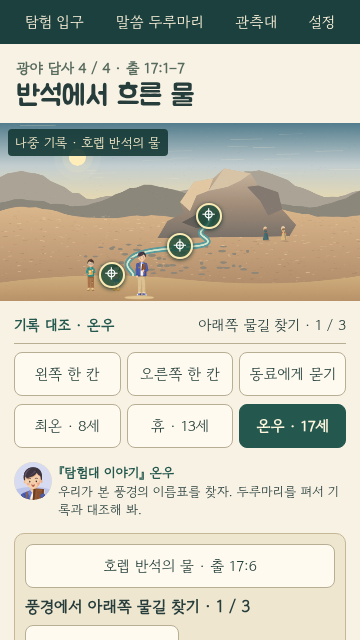 탐험 입구 말씀 두루마리 관측대 설정
광야 답사 4 / 4 · 출 17:1–7
반석에서 흐른 물
나중 기록 · 호렙 반석의 물
기록 대조 · 온우 아래쪽 물길 찾기 · 1 / 3
왼쪽 한 칸 오른쪽 한 칸 동료에게 묻기
최온 · 8세 휴 · 13세 온우 · 17세
『탐험대 이야기』 온우
우리가 본 풍경의 이름표를 찾자. 두루마리를 펴서 기
록과 대조해 봐.
호렙 반석의 물 · 출 17:6
풍경에서 아래쪽 물길 찾기 · 1 / 3